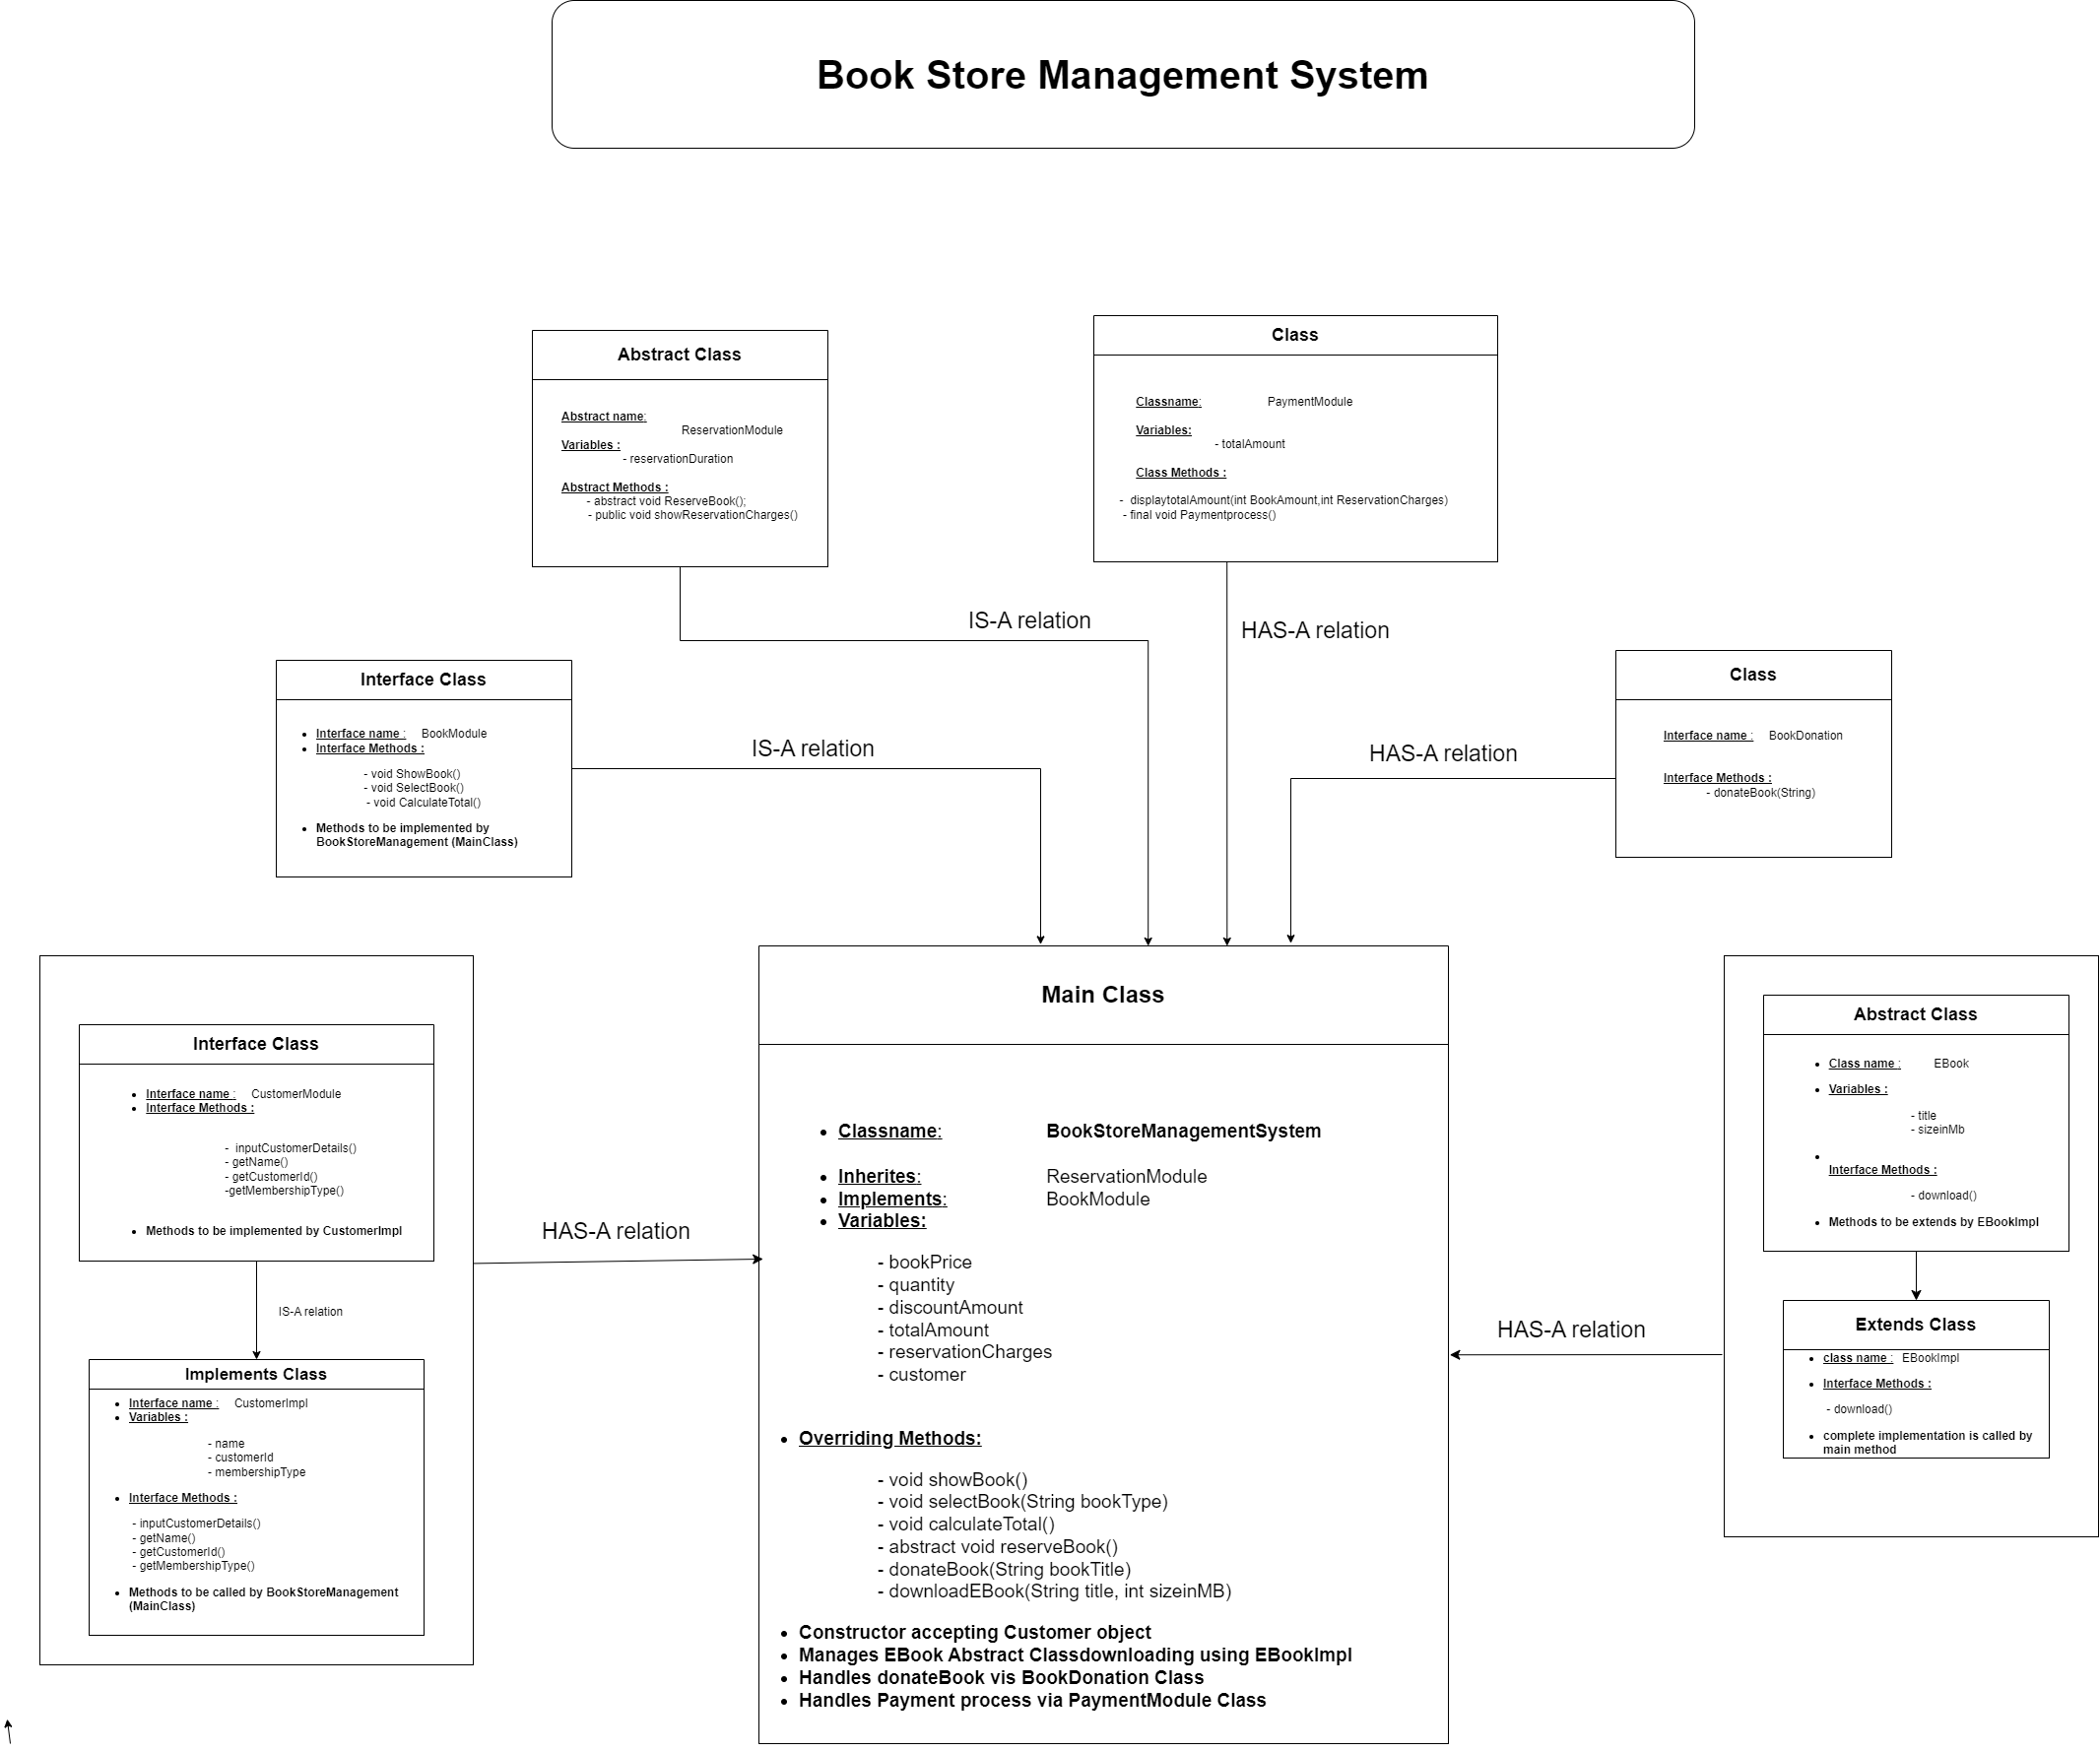 Book Store Management System
Abstract Class
Abstract name:
ReservationModule
Variables :
- reservationDuration
Abstract Methods :
- abstract void ReserveBook();
- public void showReservationCharges()
Class
Classname: PaymentModule
Variables:
- totalAmount
Class Methods :
- displaytotalAmount(int BookAmount,int ReservationCharges)
- final void Paymentprocess()
IS-A relation
HAS-A relation
Interface Class
• Interface name : BookModule
• Interface Methods :
- void ShowBook()
- void SelectBook()
- void CalculateTotal()
• Methods to be implemented by
BookStoreManagement (MainClass)
IS-A relation
HAS-A relation
Class
Interface name : BookDonation
Interface Methods :
- donateBook(String)
Interface Class
• Interface name : CustomerModule
• Interface Methods :
- inputCustomerDetails()
- getName()
- getCustomerId()
-getMembershipType()
• Methods to be implemented by CustomerImpl
IS-A relation
Implements Class
• Interface name : CustomerImpl
• Variables :
- name
- customerId
- membershipType
• Interface Methods :
- inputCustomerDetails()
- getName()
- getCustomerId()
- getMembershipType()
• Methods to be called by BookStoreManagement
(MainClass)
HAS-A relation
Main Class
• Classname: BookStoreManagementSystem
• Inherites: ReservationModule
• Implements: BookModule
• Variables:
- bookPrice
- quantity
- discountAmount
- totalAmount
- reservationCharges
- customer
• Overriding Methods:
- void showBook()
- void selectBook(String bookType)
- void calculateTotal()
- abstract void reserveBook()
- donateBook(String bookTitle)
- downloadEBook(String title, int sizeinMB)
• Constructor accepting Customer object
• Manages EBook Abstract Classdownloading using EBookImpl
• Handles donateBook vis BookDonation Class
• Handles Payment process via PaymentModule Class
HAS-A relation
Abstract Class
• Class name : EBook
• Variables :
- title
- sizeinMb
•
Interface Methods :
- download()
• Methods to be extends by EBookImpl
Extends Class
• class name : EBookImpl
• Interface Methods :
- download()
• complete implementation is called by
main method